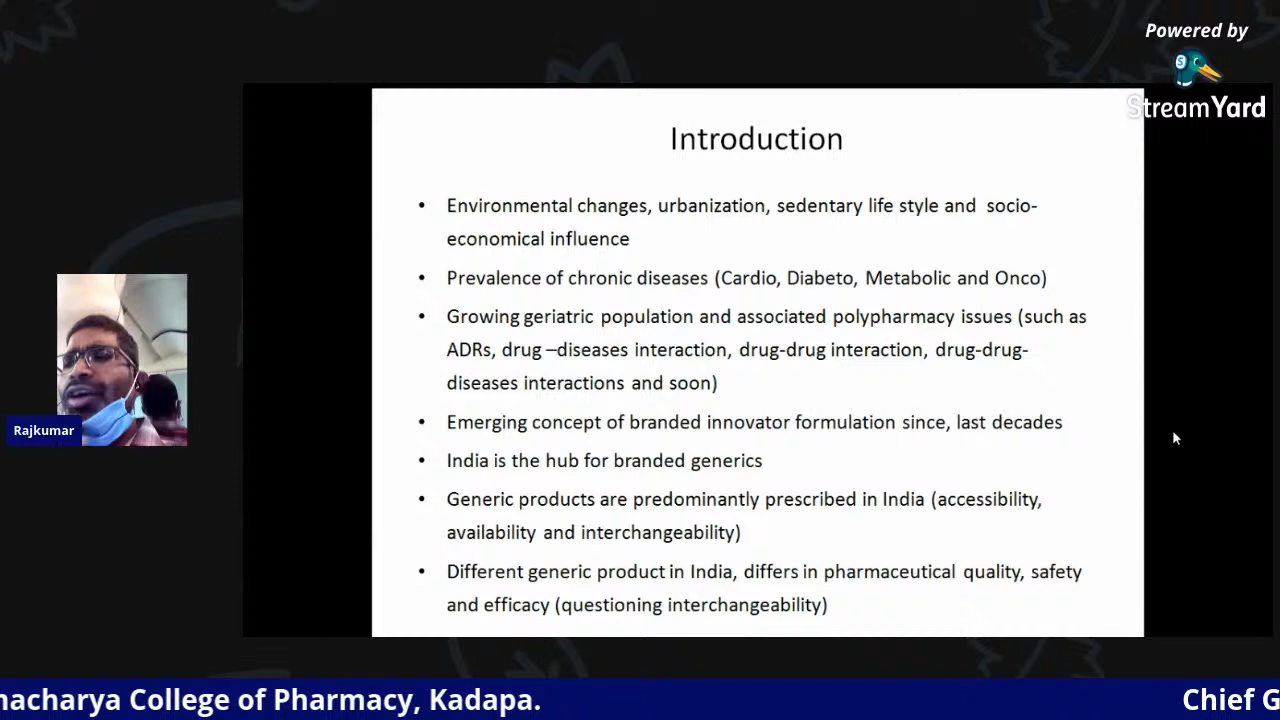 Powered by
StreamYard
Introduction
• Environmental changes, urbanization, sedentary life style and socio-
economical influence
• Prevalence of chronic diseases (Cardio, Diabeto, Metabolic and Onco)
• Growing geriatric population and associated polypharmacy issues (such as
ADRs, drug –diseases interaction, drug-drug interaction, drug-drug-
diseases interactions and soon)
• Emerging concept of branded innovator formulation since, last decades
• India is the hub for branded generics
• Generic products are predominantly prescribed in India (accessibility,
availability and interchangeability)
• Different generic product in India, differs in pharmaceutical quality, safety
and efficacy (questioning interchangeability)
Rajkumar
nacharya College of Pharmacy, Kadapa. Chief G